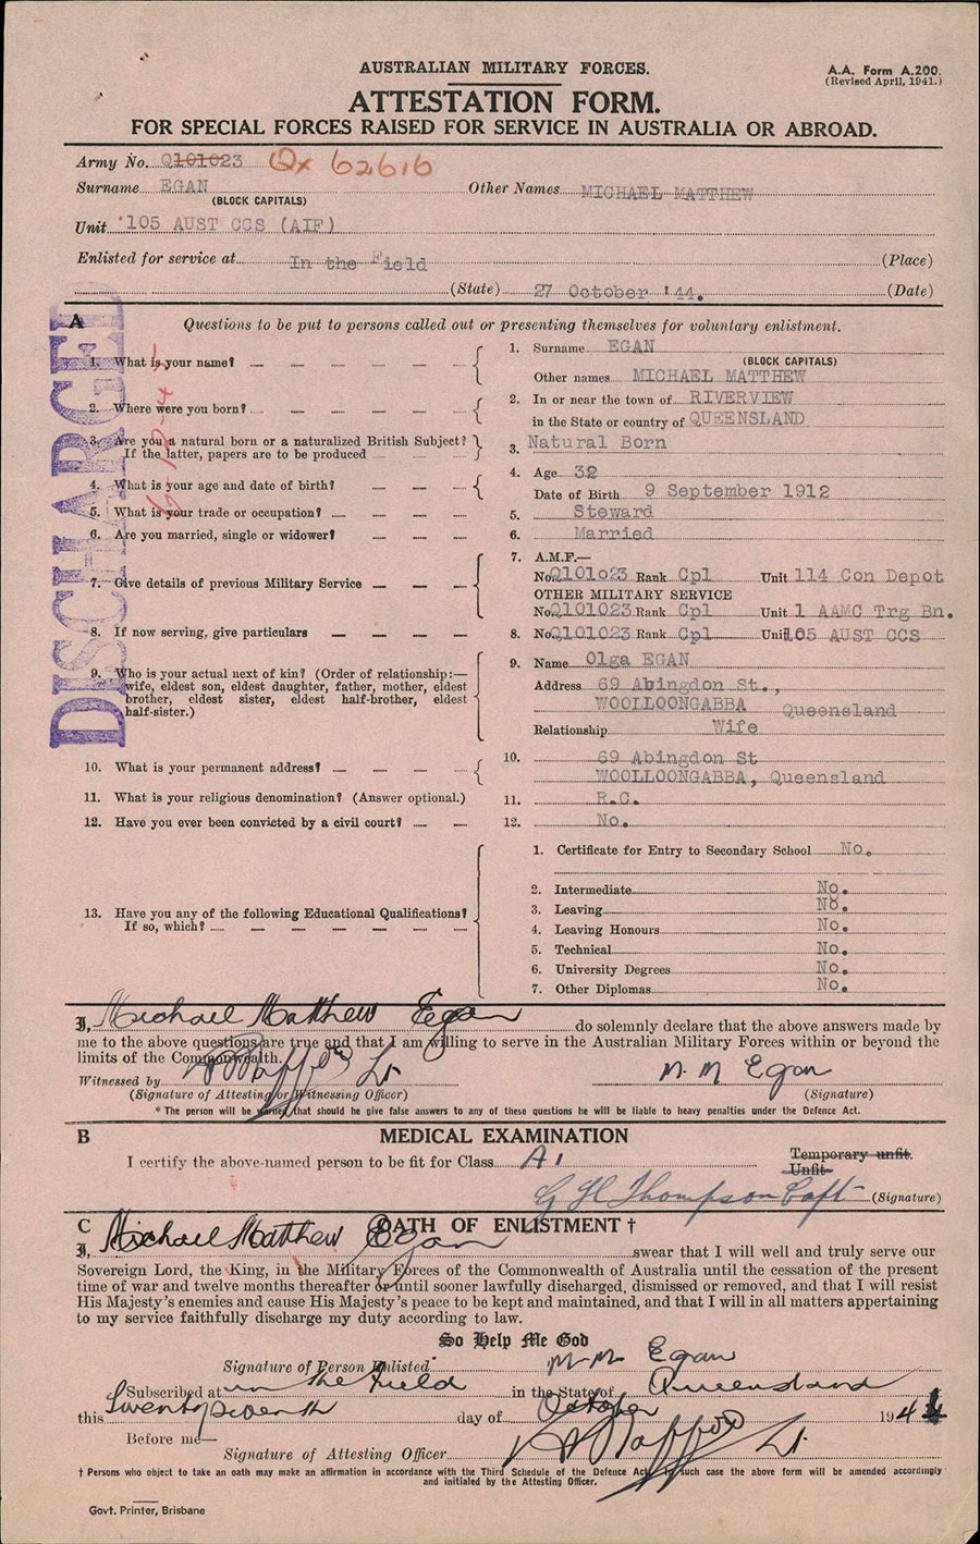 AUSTRALIAN MILITARY FORCES.
A.A. Form A.200.
(Revised April, 1941.)
ATTESTATION FORM.
FOR SPECIAL FORCES RAISED FOR SERVICE IN AUSTRALIA OR ABROAD.
Army No. Q101023 Qx 62616
Surname EGAN Other Names MICHAEL MATTHEW
(BLOCK CAPITALS)
Unit 105 AUST CCS (AIF)
Enlisted for service at In the Field (Place)
(State) 27 October '44. (Date)
DISCHARGED
A Questions to be put to persons called out or presenting themselves for voluntary enlistment.
1. What is your name? 1. Surname EGAN
(BLOCK CAPITALS)
Other names MICHAEL MATTHEW
2. Where were you born? 2. In or near the town of RIVERVIEW
in the State or country of QUEENSLAND
3. Are you a natural born or a naturalized British Subject? 3. Natural Born
If the latter, papers are to be produced
4. What is your age and date of birth? 4. Age 32
Date of Birth 9 September 1912
5. What is your trade or occupation? 5. Steward
6. Are you married, single or widower? 6. Married
7. Give details of previous Military Service 7. A.M.F.—
No. Q101023 Rank Cpl Unit 114 Con Depot
OTHER MILITARY SERVICE
No. Q101023 Rank Cpl Unit 1 AAMC Trg Bn.
8. If now serving, give particulars 8. No. Q101023 Rank Cpl Unit 105 AUST CCS
9. Who is your actual next of kin? (Order of relationship:—
wife, eldest son, eldest daughter, father, mother, eldest
brother, eldest sister, eldest half-brother, eldest
half-sister.)
9. Name Olga EGAN
Address 69 Abingdon St.,
WOOLLOONGABBA Queensland
Relationship Wife
10. What is your permanent address? 10. 69 Abingdon St
WOOLLOONGABBA, Queensland
11. What is your religious denomination? (Answer optional.) 11. R.C.
12. Have you ever been convicted by a civil court? 12. No.
13. Have you any of the following Educational Qualifications?
If so, which?
1. Certificate for Entry to Secondary School No.
2. Intermediate No.
3. Leaving No.
4. Leaving Honours No.
5. Technical No.
6. University Degrees No.
7. Other Diplomas No.
I, Michael Matthew Egan do solemnly declare that the above answers made by
me to the above questions are true and that I am willing to serve in the Australian Military Forces within or beyond the
limits of the Commonwealth.
Witnessed by Lt M. M Egan
(Signature of Attesting or Witnessing Officer) (Signature)
* The person will be warned that should he give false answers to any of these questions he will be liable to heavy penalties under the Defence Act.
B MEDICAL EXAMINATION
I certify the above-named person to be fit for Class A1 Temporary unfit.
Unfit
G H Thompson Capt (Signature)
C OATH OF ENLISTMENT †
I, Michael Matthew Egan swear that I will well and truly serve our
Sovereign Lord, the King, in the Military Forces of the Commonwealth of Australia until the cessation of the present
time of war and twelve months thereafter or until sooner lawfully discharged, dismissed or removed, and that I will resist
His Majesty's enemies and cause His Majesty's peace to be kept and maintained, and that I will in all matters appertaining
to my service faithfully discharge my duty according to law.
So Help Me God
Signature of Person Enlisted M M Egan
Subscribed at in the Field in the State of Queensland
this Twenty seventh day of October 1944
Before me—
Signature of Attesting Officer Lt
† Persons who object to take an oath may make an affirmation in accordance with the Third Schedule of the Defence Act. In such case the above form will be amended accordingly
and initialed by the Attesting Officer.
Govt. Printer, Brisbane